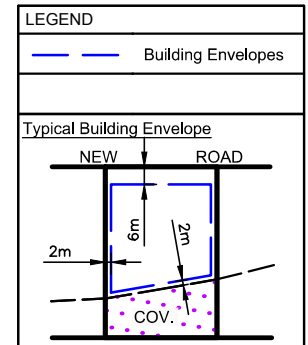 LEGEND
Building Envelopes
Typical Building Envelope
NEW ROAD
6m
2m
2m
COV.